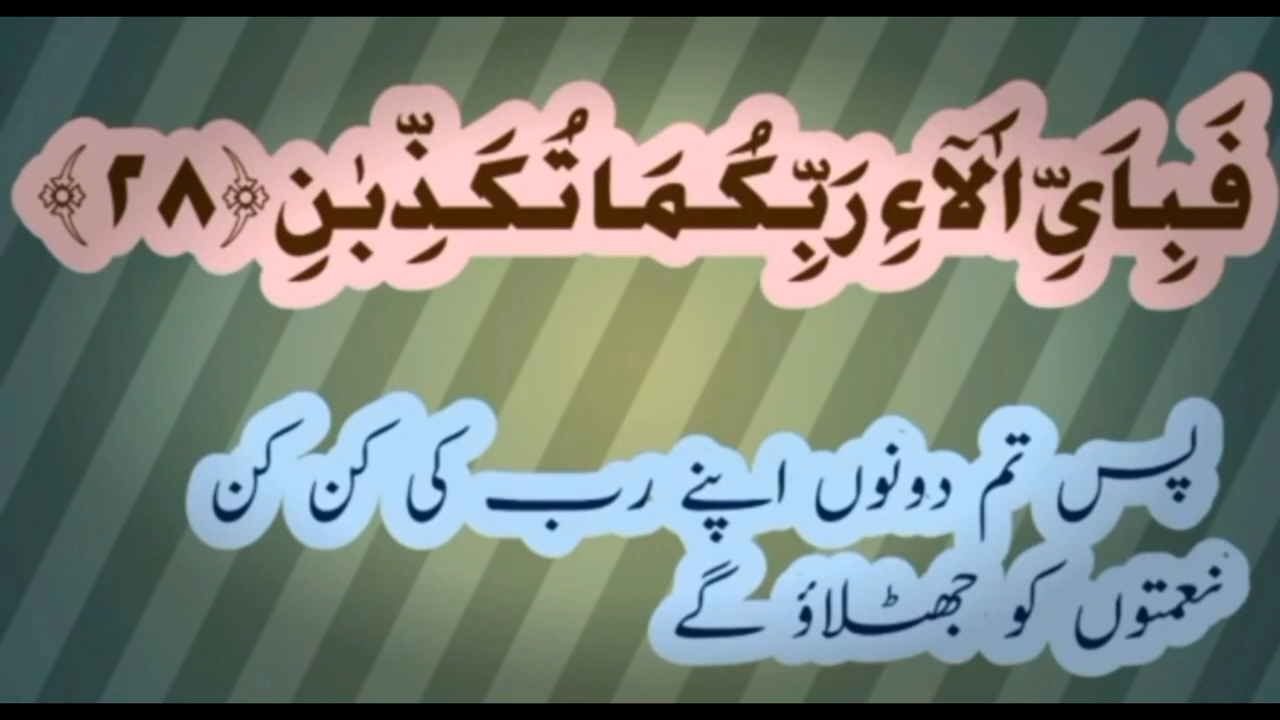 فَبِاَىِّ اٰلَآءِ رَبِّكُمَا تُكَذِّبٰنِ ﴿۲۸﴾
پس تم دونوں اپنے رب کی کن کن
نعمتوں کو جھٹلاؤ گے